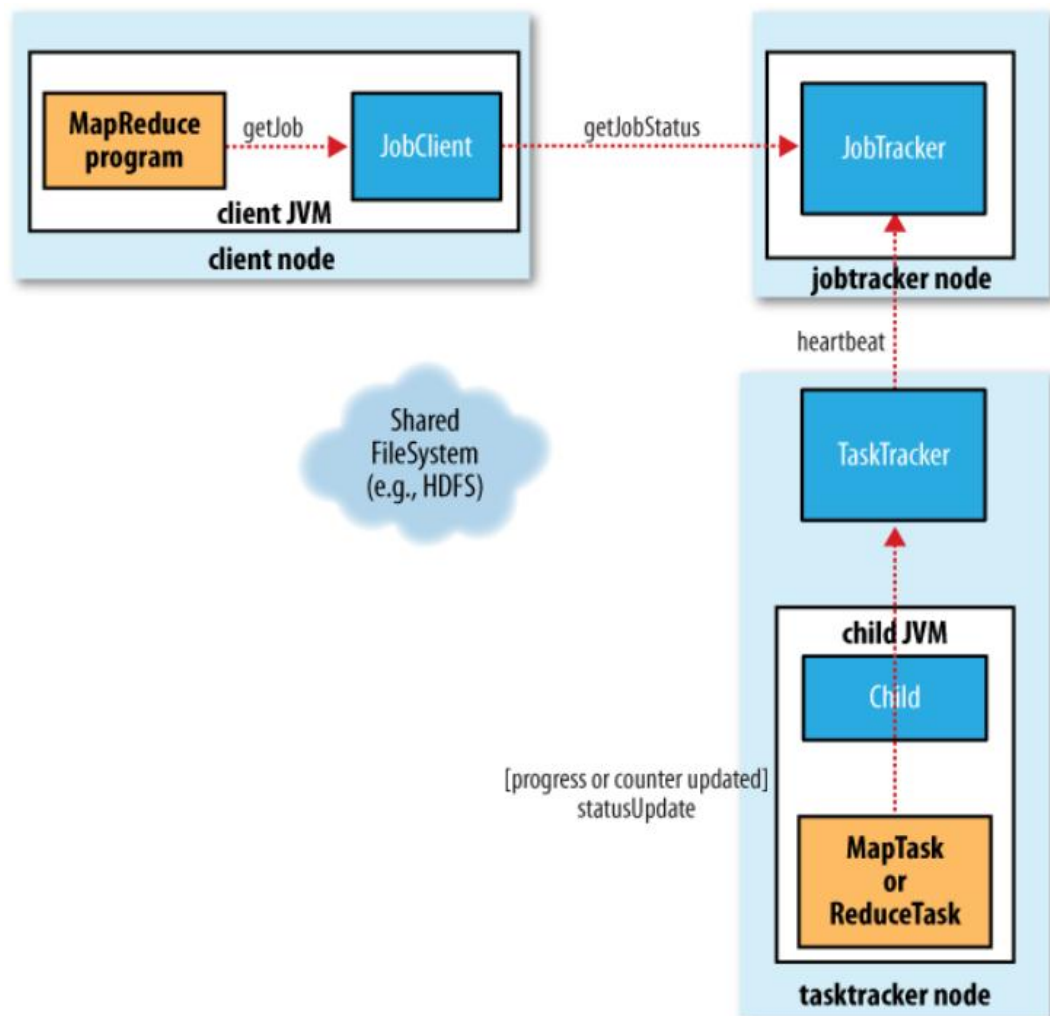 MapReduce
program
getJob
JobClient
client JVM
client node
getJobStatus
JobTracker
jobtracker node
heartbeat
Shared
FileSystem
(e.g., HDFS)
TaskTracker
child JVM
Child
[progress or counter updated]
statusUpdate
MapTask
or
ReduceTask
tasktracker node